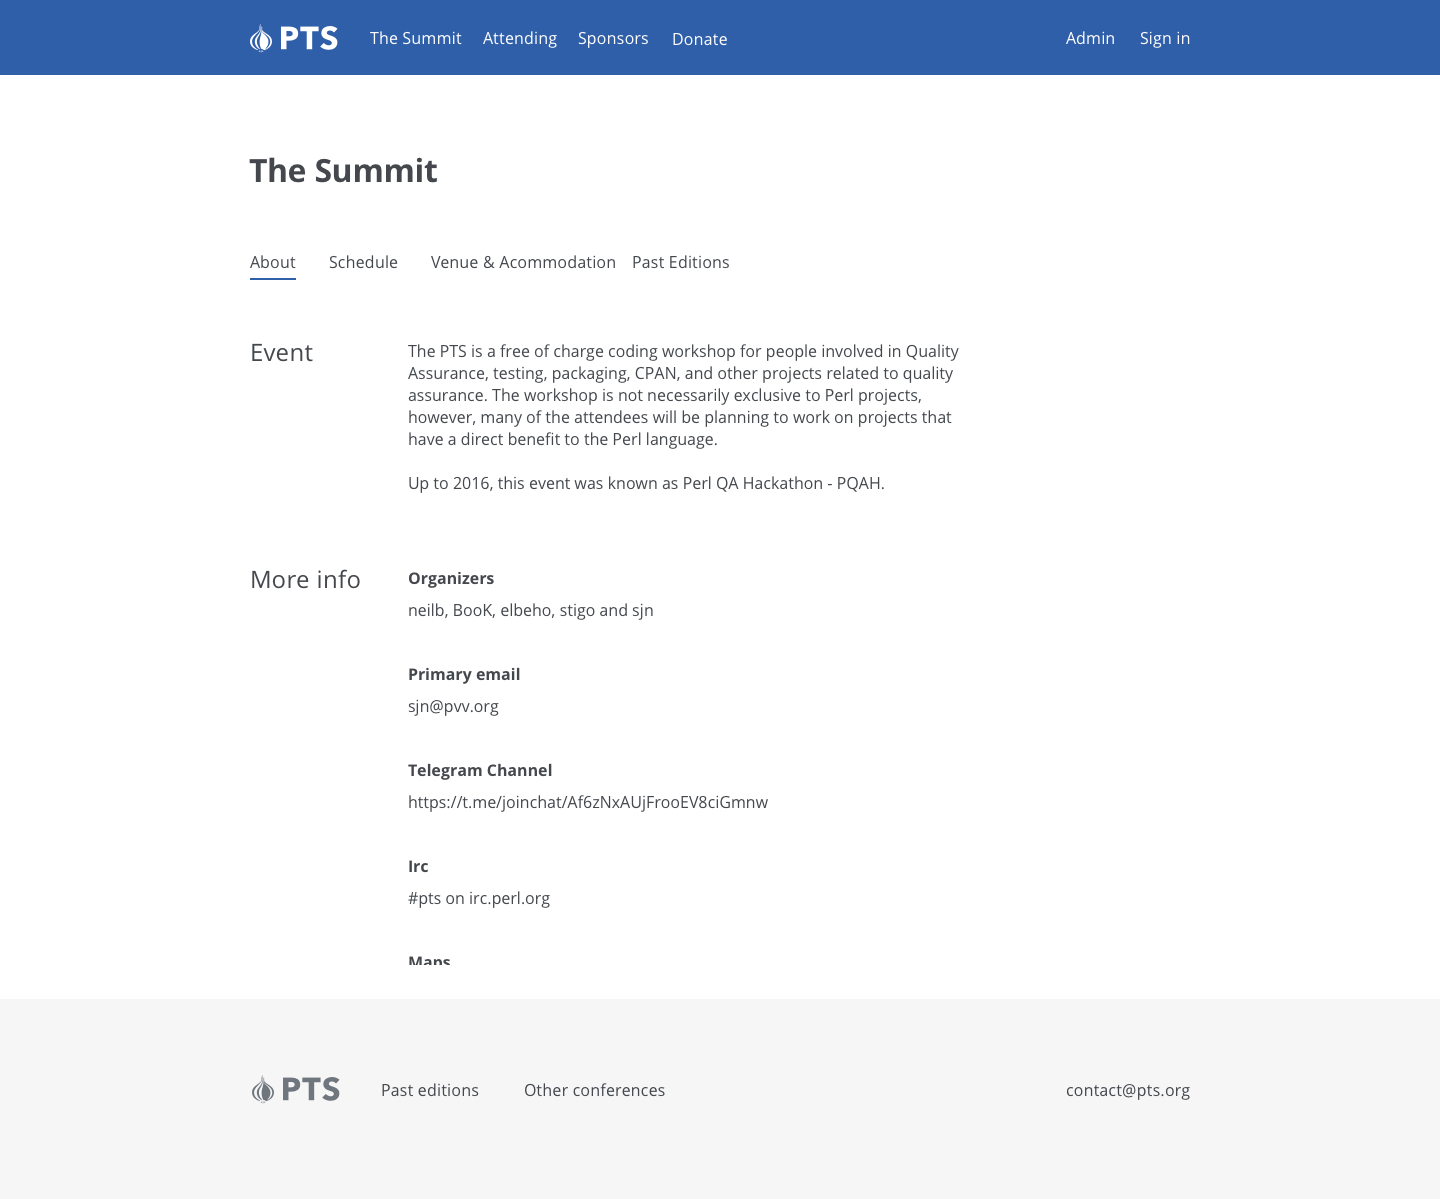 PTS The Summit Attending Sponsors Donate Admin Sign in
The Summit
About Schedule Venue & Acommodation Past Editions
Event
The PTS is a free of charge coding workshop for people involved in Quality
Assurance, testing, packaging, CPAN, and other projects related to quality
assurance. The workshop is not necessarily exclusive to Perl projects,
however, many of the attendees will be planning to work on projects that
have a direct benefit to the Perl language.
Up to 2016, this event was known as Perl QA Hackathon - PQAH.
More info
Organizers
neilb, BooK, elbeho, stigo and sjn
Primary email
sjn@pvv.org
Telegram Channel
https://t.me/joinchat/Af6zNxAUjFrooEV8ciGmnw
Irc
#pts on irc.perl.org
Maps
PTS Past editions Other conferences contact@pts.org